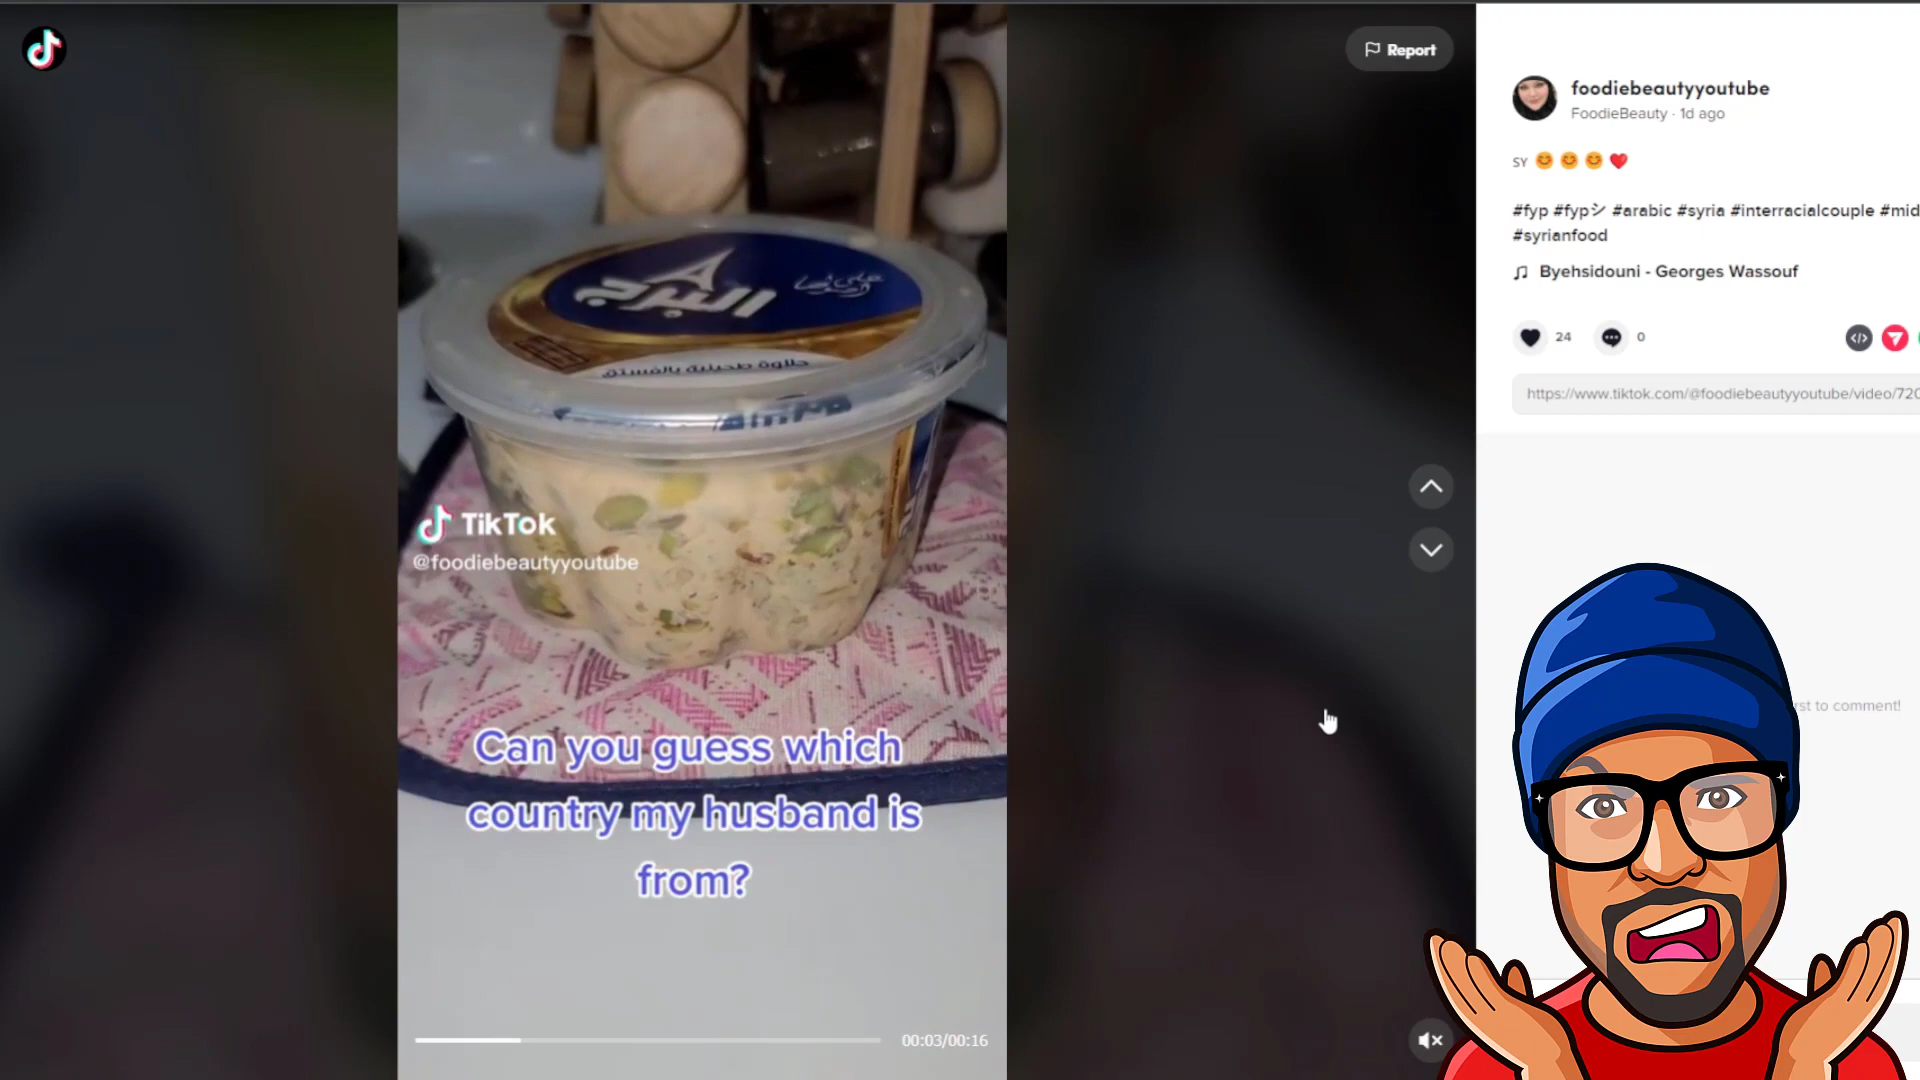 Report
البرج
حلاوة طحينية بالفستق
TikTok
@foodiebeautyyoutube
Can you guess which
country my husband is
from?
00:03/00:16
foodiebeautyyoutube
FoodieBeauty · 1d ago
SY 😊 😊 😊 ❤️
#fyp #fypシ #arabic #syria #interracialcouple #mid
#syrianfood
Byehsidouni - Georges Wassouf
24
0
https://www.tiktok.com/@foodiebeautyyoutube/video/720
rst to comment!